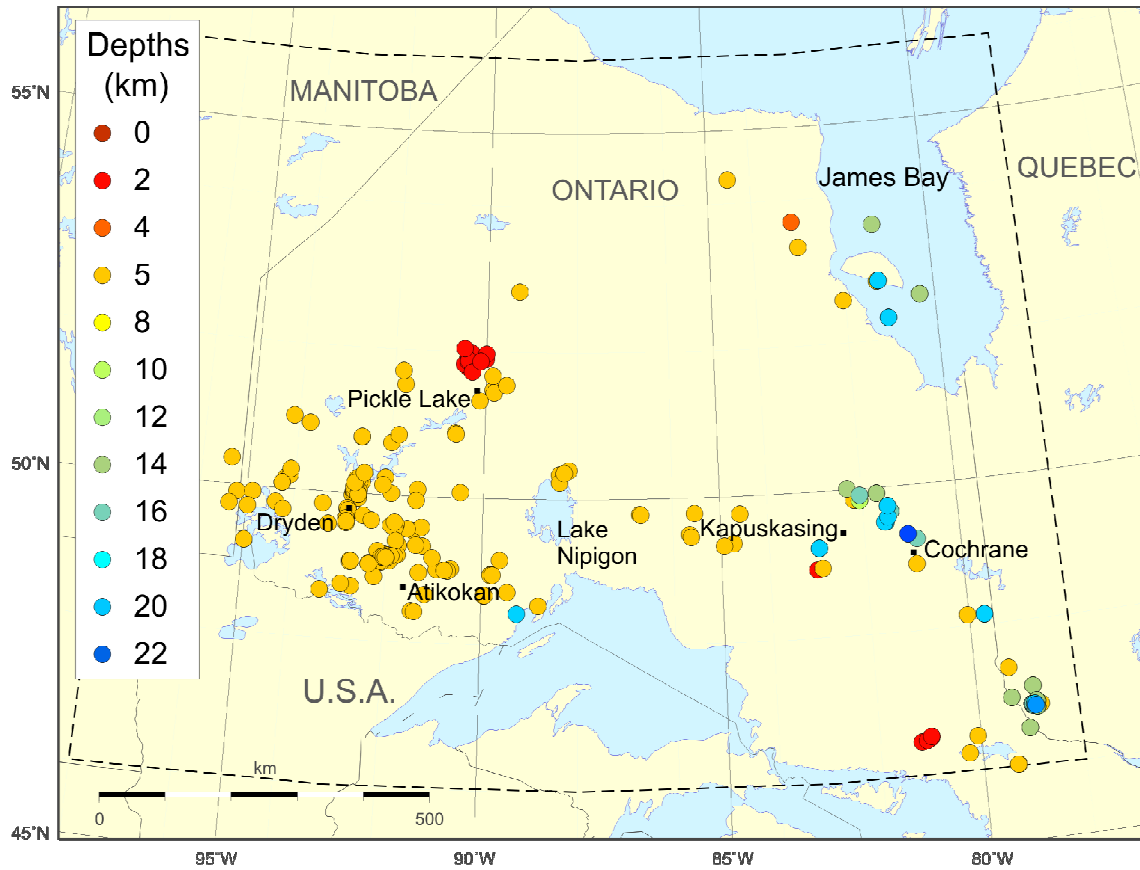 Depths
(km)
0
2
4
5
8
10
12
14
16
18
20
22
55°N
50°N
45°N
MANITOBA
ONTARIO
James Bay
QUEBEC
Pickle Lake
Dryden
Lake
Nipigon
Kapuskasing
Cochrane
Atikokan
U.S.A.
km
0
500
95°W
90°W
85°W
80°W